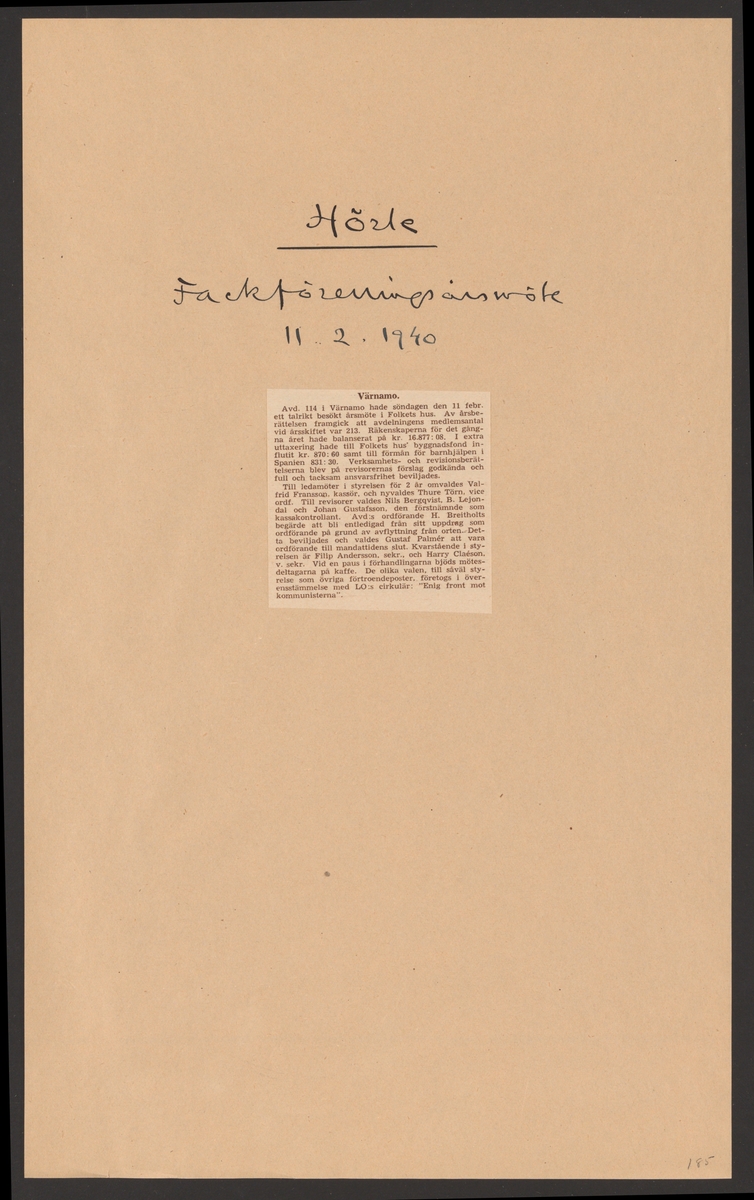 Hörle
Fackföreningsårsmöte
11. 2. 1940
Värnamo.
Avd. 114 i Värnamo hade söndagen den 11 febr.
ett talrikt besökt årsmöte i Folkets hus. Av årsbe-
rättelsen framgick att avdelningens medlemsantal
vid årsskiftet var 213. Räkenskaperna för det gång-
na året hade balanserat på kr. 16.877:08. I extra
uttaxering hade till Folkets hus' byggnadsfond in-
flutit kr. 870:60 samt till förmån för barnhjälpen i
Spanien 831:30. Verksamhets- och revisionsberät-
telserna blev på revisorernas förslag godkända och
full och tacksam ansvarsfrihet beviljades.
Till ledamöter i styrelsen för 2 år omvaldes Val-
frid Fransson, kassör, och nyvaldes Thure Törn, vice
ordf. Till revisorer valdes Nils Bergqvist, B. Lejon-
dal och Johan Gustafsson, den förstnämnde som
kassakontrollant. Avd:s ordförande H. Breitholts
begärde att bli entledigad från sitt uppdrag som
ordförande på grund av avflyttning från orten. Det-
ta beviljades och valdes Gustaf Palmér att vara
ordförande till mandattidens slut. Kvarstående i sty-
relsen är Filip Andersson, sekr., och Harry Claéson,
v. sekr. Vid en paus i förhandlingarna bjöds mötes-
deltagarna på kaffe. De olika valen, till såväl sty-
relse som övriga förtroendeposter, företogs i över-
ensstämmelse med LO:s cirkulär: "Enig front mot
kommunisterna".
185